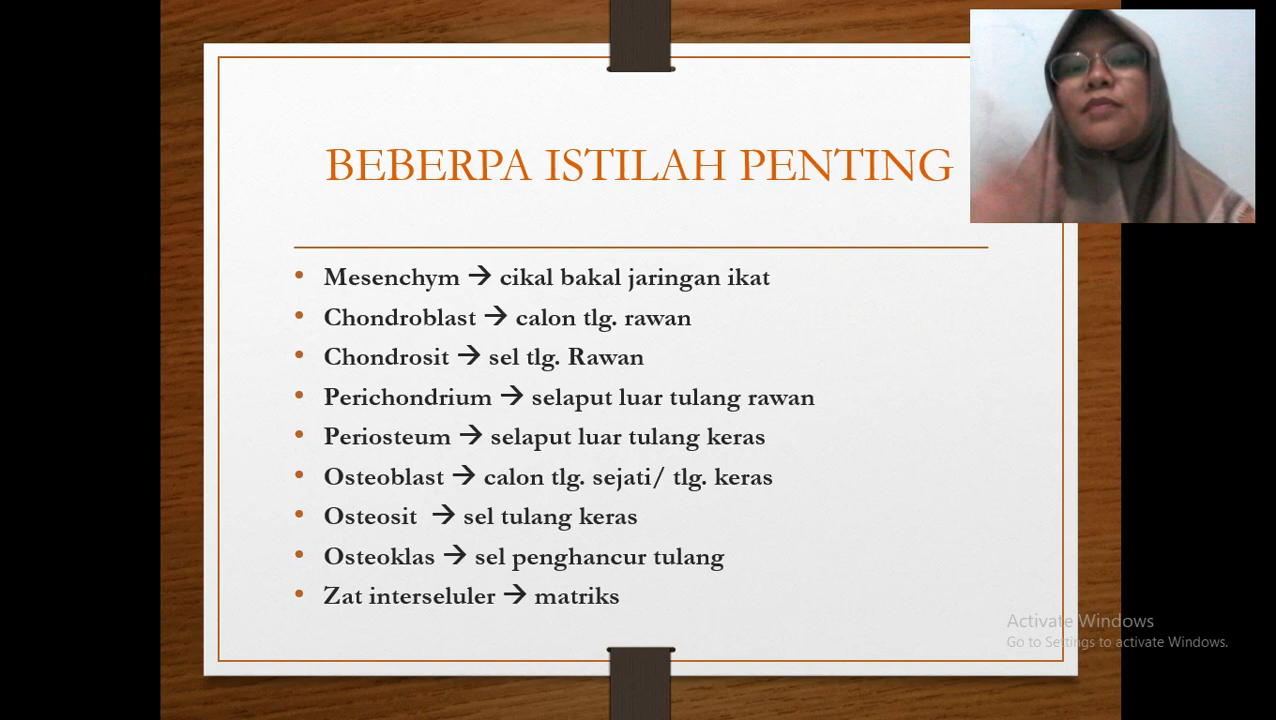 BEBERPA ISTILAH PENTING
• Mesenchym → cikal bakal jaringan ikat
• Chondroblast → calon tlg. rawan
• Chondrosit → sel tlg. Rawan
• Perichondrium → selaput luar tulang rawan
• Periosteum → selaput luar tulang keras
• Osteoblast → calon tlg. sejati/ tlg. keras
• Osteosit → sel tulang keras
• Osteoklas → sel penghancur tulang
• Zat interseluler → matriks
Activate Windows
Go to Settings to activate Windows.